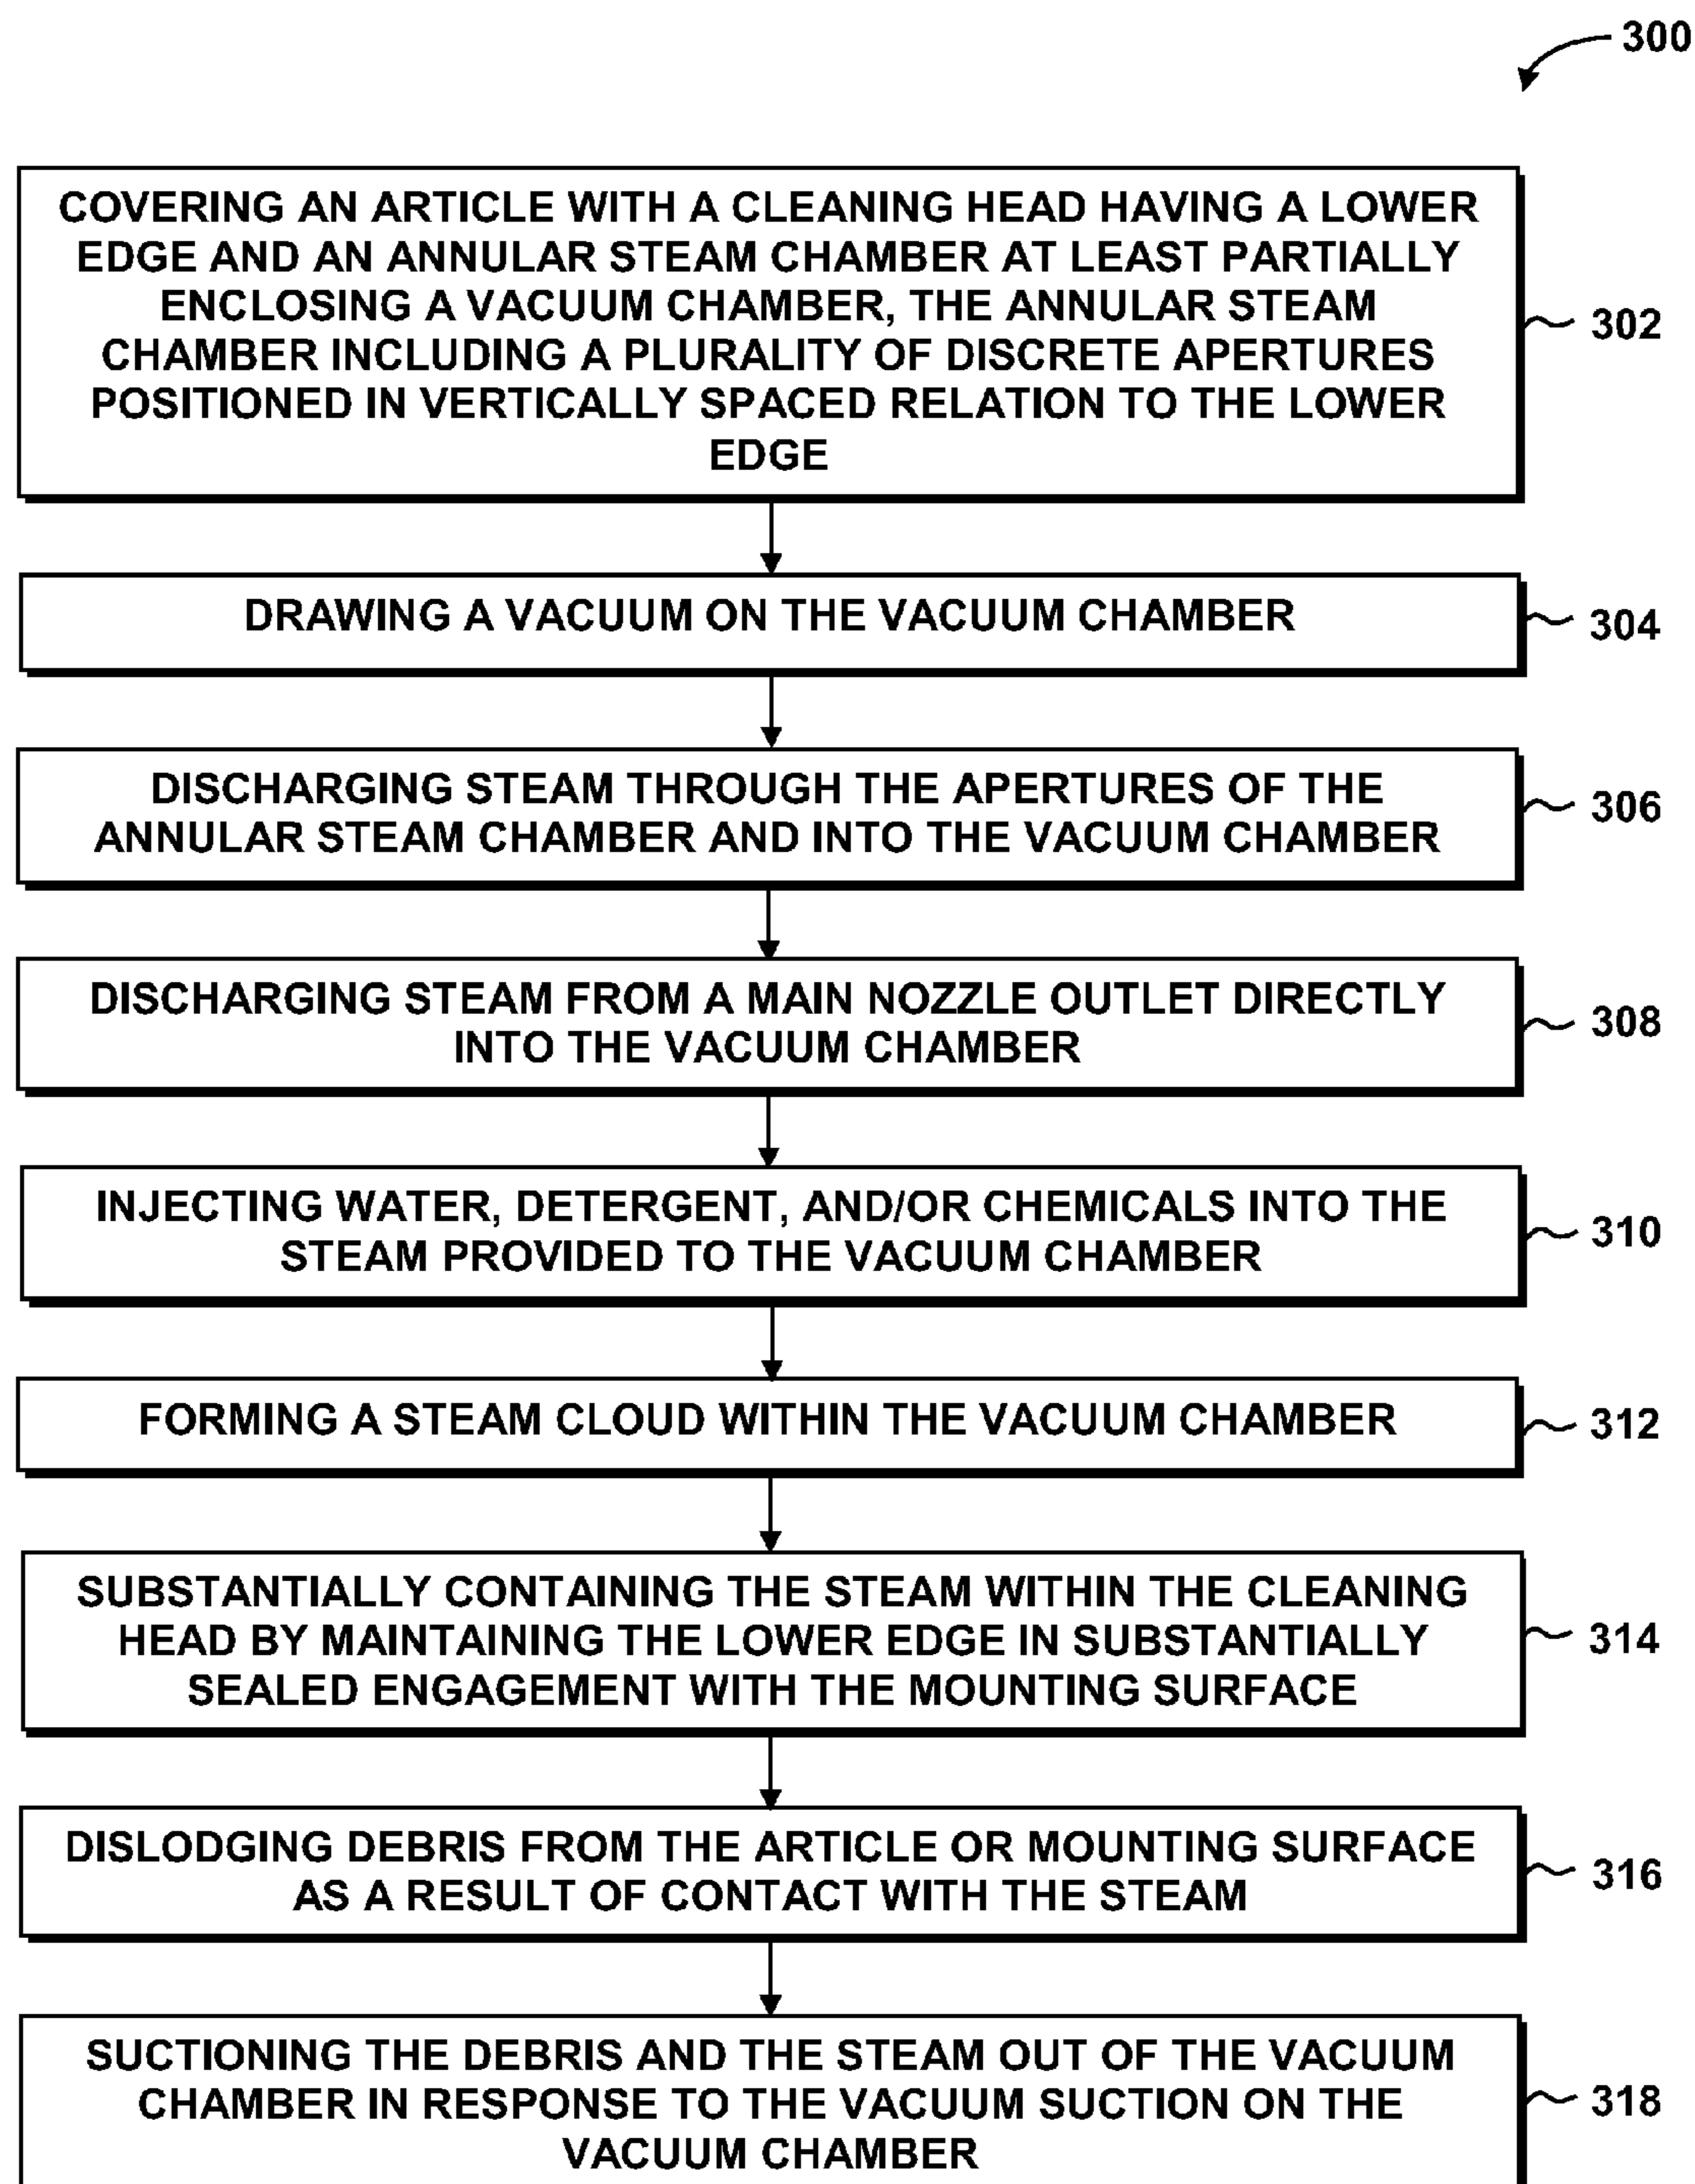 300
COVERING AN ARTICLE WITH A CLEANING HEAD HAVING A LOWER
EDGE AND AN ANNULAR STEAM CHAMBER AT LEAST PARTIALLY
ENCLOSING A VACUUM CHAMBER, THE ANNULAR STEAM
CHAMBER INCLUDING A PLURALITY OF DISCRETE APERTURES
POSITIONED IN VERTICALLY SPACED RELATION TO THE LOWER
EDGE
302
DRAWING A VACUUM ON THE VACUUM CHAMBER
304
DISCHARGING STEAM THROUGH THE APERTURES OF THE
ANNULAR STEAM CHAMBER AND INTO THE VACUUM CHAMBER
306
DISCHARGING STEAM FROM A MAIN NOZZLE OUTLET DIRECTLY
INTO THE VACUUM CHAMBER
308
INJECTING WATER, DETERGENT, AND/OR CHEMICALS INTO THE
STEAM PROVIDED TO THE VACUUM CHAMBER
310
FORMING A STEAM CLOUD WITHIN THE VACUUM CHAMBER
312
SUBSTANTIALLY CONTAINING THE STEAM WITHIN THE CLEANING
HEAD BY MAINTAINING THE LOWER EDGE IN SUBSTANTIALLY
SEALED ENGAGEMENT WITH THE MOUNTING SURFACE
314
DISLODGING DEBRIS FROM THE ARTICLE OR MOUNTING SURFACE
AS A RESULT OF CONTACT WITH THE STEAM
316
SUCTIONING THE DEBRIS AND THE STEAM OUT OF THE VACUUM
CHAMBER IN RESPONSE TO THE VACUUM SUCTION ON THE
VACUUM CHAMBER
318